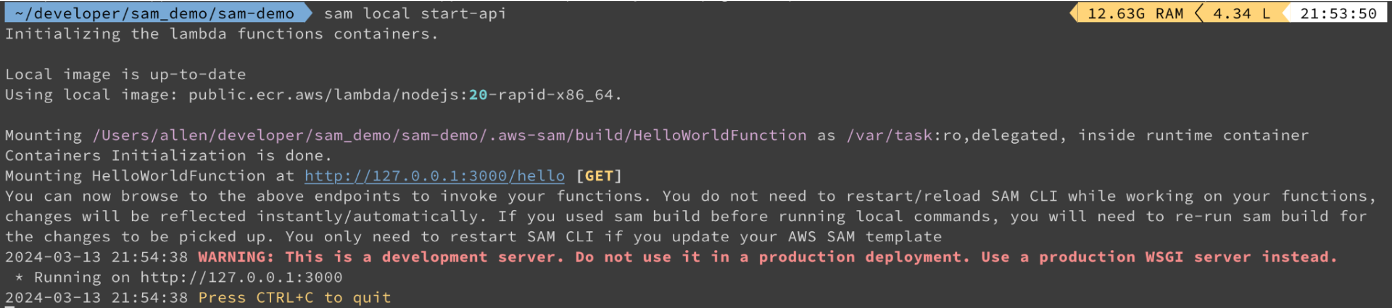 ~/developer/sam_demo/sam-demo sam local start-api 12.63G RAM 4.34 L 21:53:50
Initializing the lambda functions containers.
Local image is up-to-date
Using local image: public.ecr.aws/lambda/nodejs:20-rapid-x86_64.
Mounting /Users/allen/developer/sam_demo/sam-demo/.aws-sam/build/HelloWorldFunction as /var/task:ro,delegated, inside runtime container
Containers Initialization is done.
Mounting HelloWorldFunction at http://127.0.0.1:3000/hello [GET]
You can now browse to the above endpoints to invoke your functions. You do not need to restart/reload SAM CLI while working on your functions,
changes will be reflected instantly/automatically. If you used sam build before running local commands, you will need to re-run sam build for
the changes to be picked up. You only need to restart SAM CLI if you update your AWS SAM template
2024-03-13 21:54:38 WARNING: This is a development server. Do not use it in a production deployment. Use a production WSGI server instead.
 * Running on http://127.0.0.1:3000
2024-03-13 21:54:38 Press CTRL+C to quit